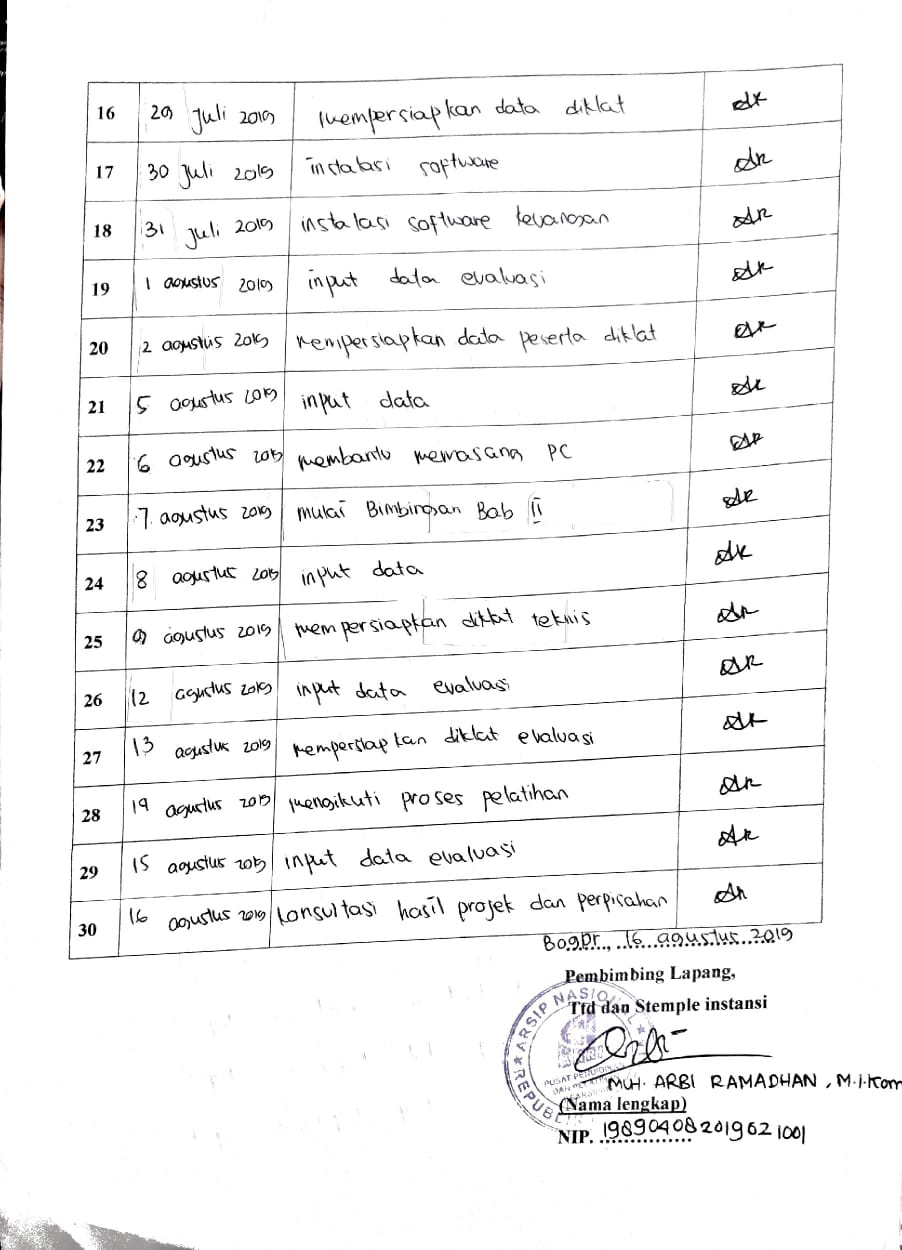 16 29 Juli 2019 Mempersiapkan data diklat
17 30 Juli 2019 instalasi software
18 31 Juli 2019 instalasi software keuangan
19 1 agustus 2019 input data evaluasi
20 2 agustus 2019 Mempersiapkan data peserta diklat
21 5 agustus 2019 input data
22 6 agustus 2019 membantu memasang PC
23 7 agustus 2019 mulai Bimbingan Bab II
24 8 agustus 2019 input data
25 9 agustus 2019 mempersiapkan diklat teknis
26 12 agustus 2019 input data evaluasi
27 13 agustus 2019 Mempersiapkan diklat evaluasi
28 14 agustus 2019 Mengikuti proses pelatihan
29 15 agustus 2019 input data evaluasi
30 16 agustus 2019 konsultasi hasil projek dan perpisahan
Bogor, 16 agustus 2019
Pembimbing Lapang,
Ttd dan Stemple instansi
ARSIP NASIONAL
REPUB
MUH. ARBI RAMADHAN, M.I.Kom
(Nama lengkap)
NIP. 198904082019021001